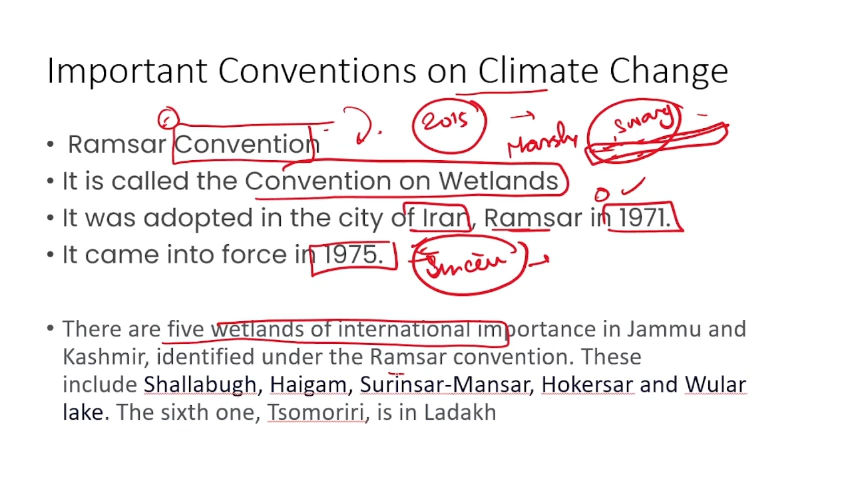 Important Conventions on Climate Change
2015
Marshy
• Ramsar Convention
• It is called the Convention on Wetlands
• It was adopted in the city of Iran, Ramsar in 1971.
• It came into force in 1975.
• There are five wetlands of international importance in Jammu and
Kashmir, identified under the Ramsar convention. These
include Shallabugh, Haigam, Surinsar-Mansar, Hokersar and Wular
lake. The sixth one, Tsomoriri, is in Ladakh